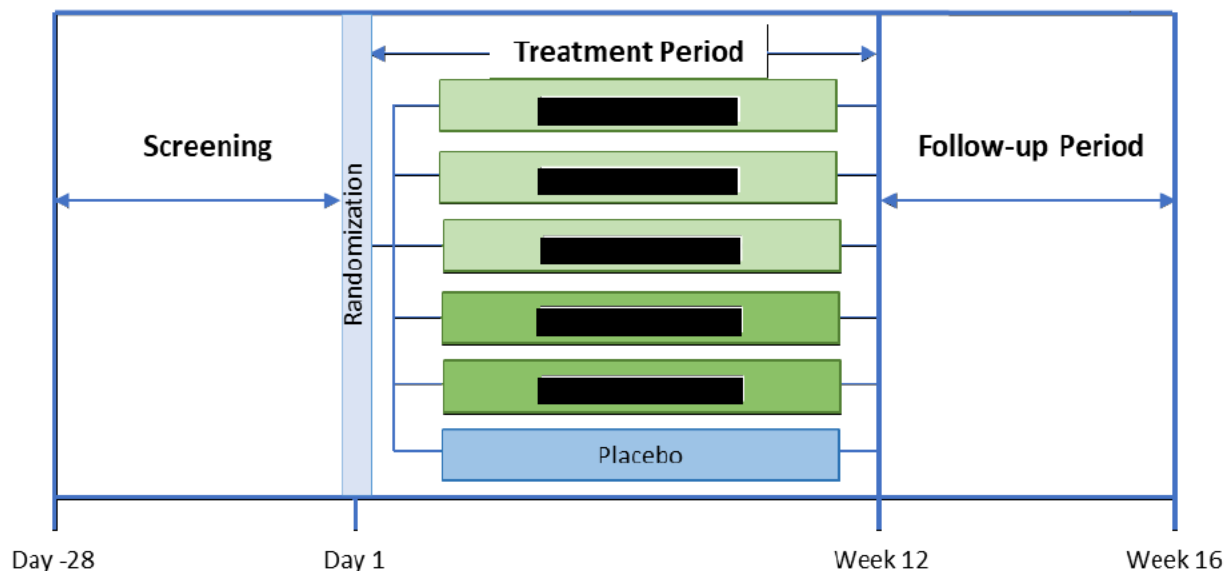 Treatment Period
Screening
Follow-up Period
Randomization
Placebo
Day -28
Day 1
Week 12
Week 16